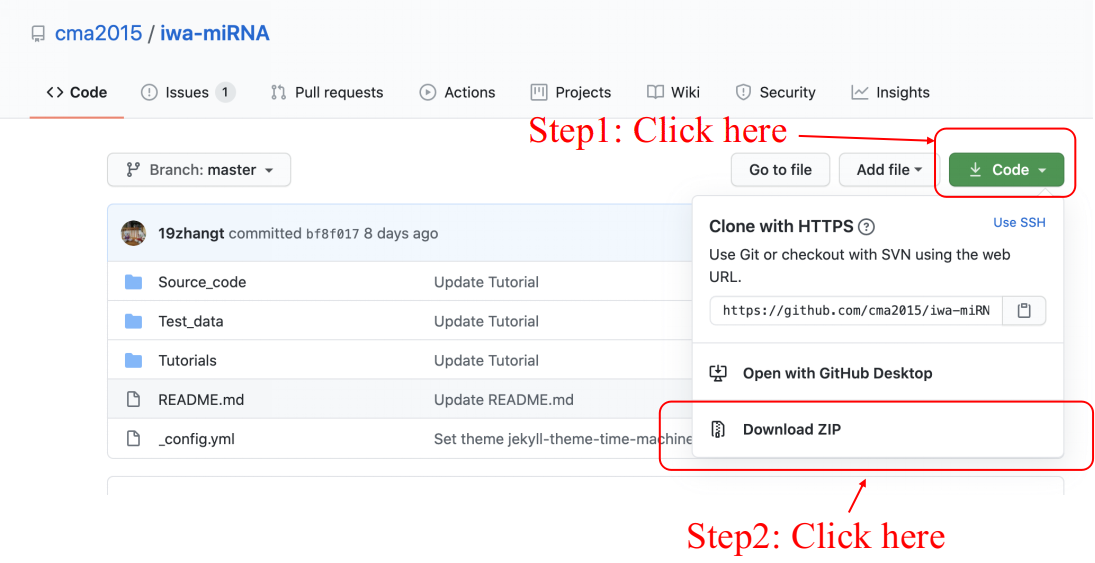 cma2015 / iwa-miRNA
Code Issues 1 Pull requests Actions Projects Wiki Security Insights
Step1: Click here
Branch: master Go to file Add file Code
19zhangt committed bf8f017 8 days ago
Source_code Update Tutorial
Test_data Update Tutorial
Tutorials Update Tutorial
README.md Update README.md
_config.yml Set theme jekyll-theme-time-machine
Clone with HTTPS ? Use SSH
Use Git or checkout with SVN using the web
URL.
https://github.com/cma2015/iwa-miRN
Open with GitHub Desktop
Download ZIP
Step2: Click here